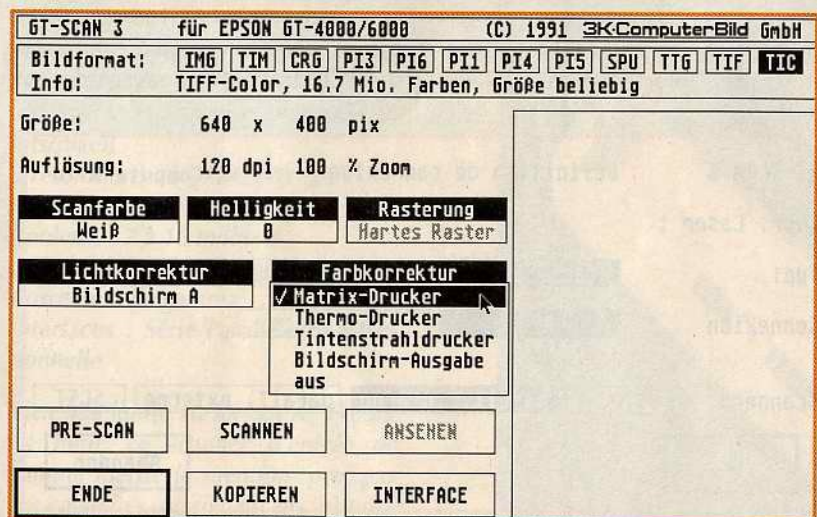 GT-SCAN 3 für EPSON GT-4000/6000 (C) 1991 3K-ComputerBild GmbH
Bildformat: IMG TIM CRG PI3 PI6 PI1 PI4 PI5 SPU TTG TIF TIC
Info: TIFF-Color, 16.7 Mio. Farben, Größe beliebig
Größe: 640 x 400 pix
Auflösung: 120 dpi 100 % Zoom
Scanfarbe Helligkeit Rasterung
Weiß 0 Hartes Raster
Lichtkorrektur Farbkorrektur
Bildschirm A √ Matrix-Drucker
Thermo-Drucker
Tintenstrahldrucker
Bildschirm-Ausgabe
aus
PRE-SCAN SCANNEN ANSEHEN
ENDE KOPIEREN INTERFACE